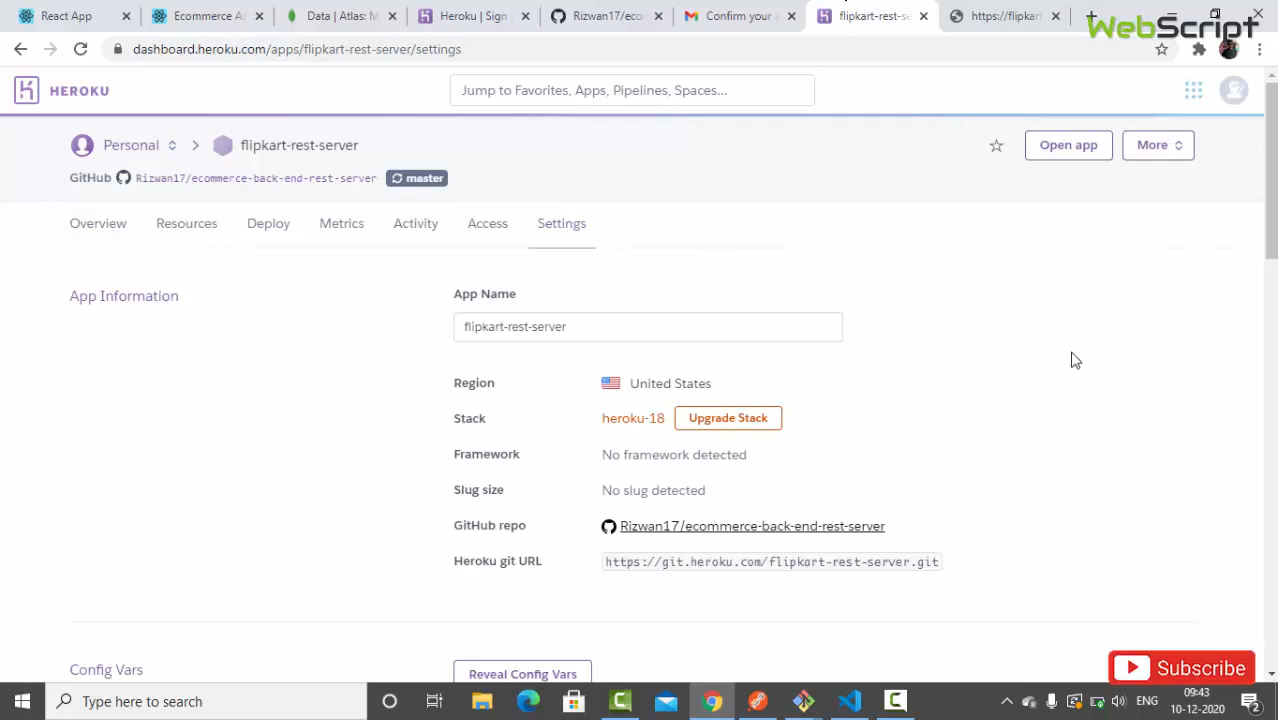 React App
Ecommerce Ad
Data | Atlas: M
Heroku | Sign
Rizwan17/eco
Confirm your e
flipkart-rest-se
https://flipkart
WebScript
dashboard.heroku.com/apps/flipkart-rest-server/settings
HEROKU
Jump to Favorites, Apps, Pipelines, Spaces...
Personal
flipkart-rest-server
Open app
More
GitHub
Rizwan17/ecommerce-back-end-rest-server
master
Overview
Resources
Deploy
Metrics
Activity
Access
Settings
App Information
App Name
flipkart-rest-server
Region
United States
Stack
heroku-18
Upgrade Stack
Framework
No framework detected
Slug size
No slug detected
GitHub repo
Rizwan17/ecommerce-back-end-rest-server
Heroku git URL
https://git.heroku.com/flipkart-rest-server.git
Config Vars
Reveal Config Vars
Subscribe
Type here to search
ENG
09:43
10-12-2020
2